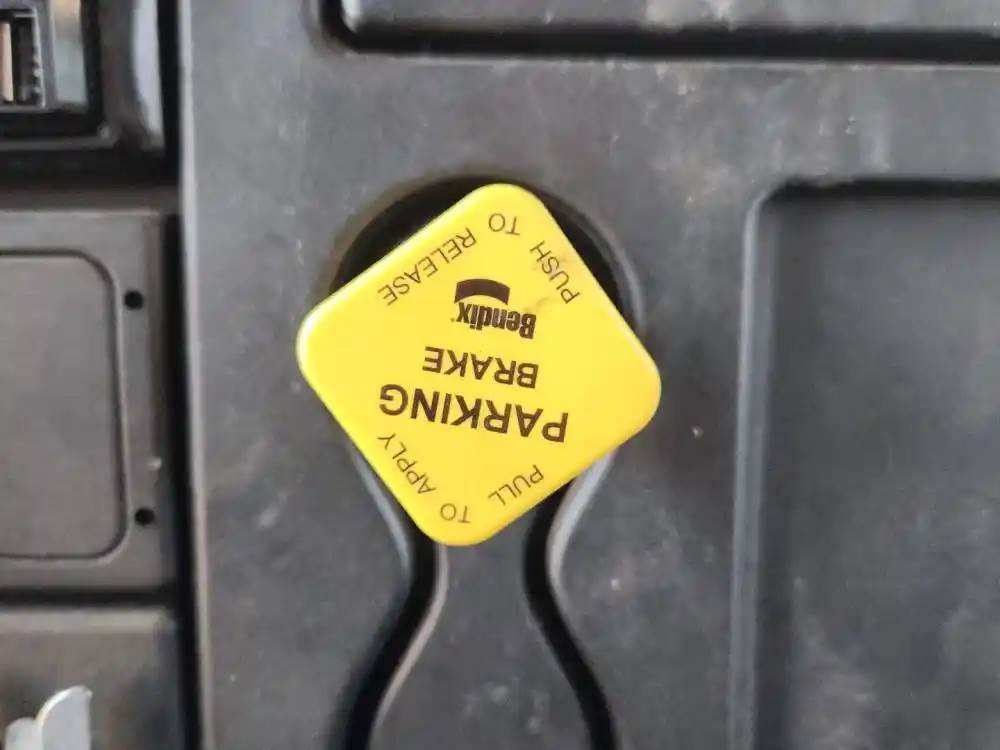 PULL
TO APPLY
PARKING
BRAKE
Bendix
PUSH TO RELEASE